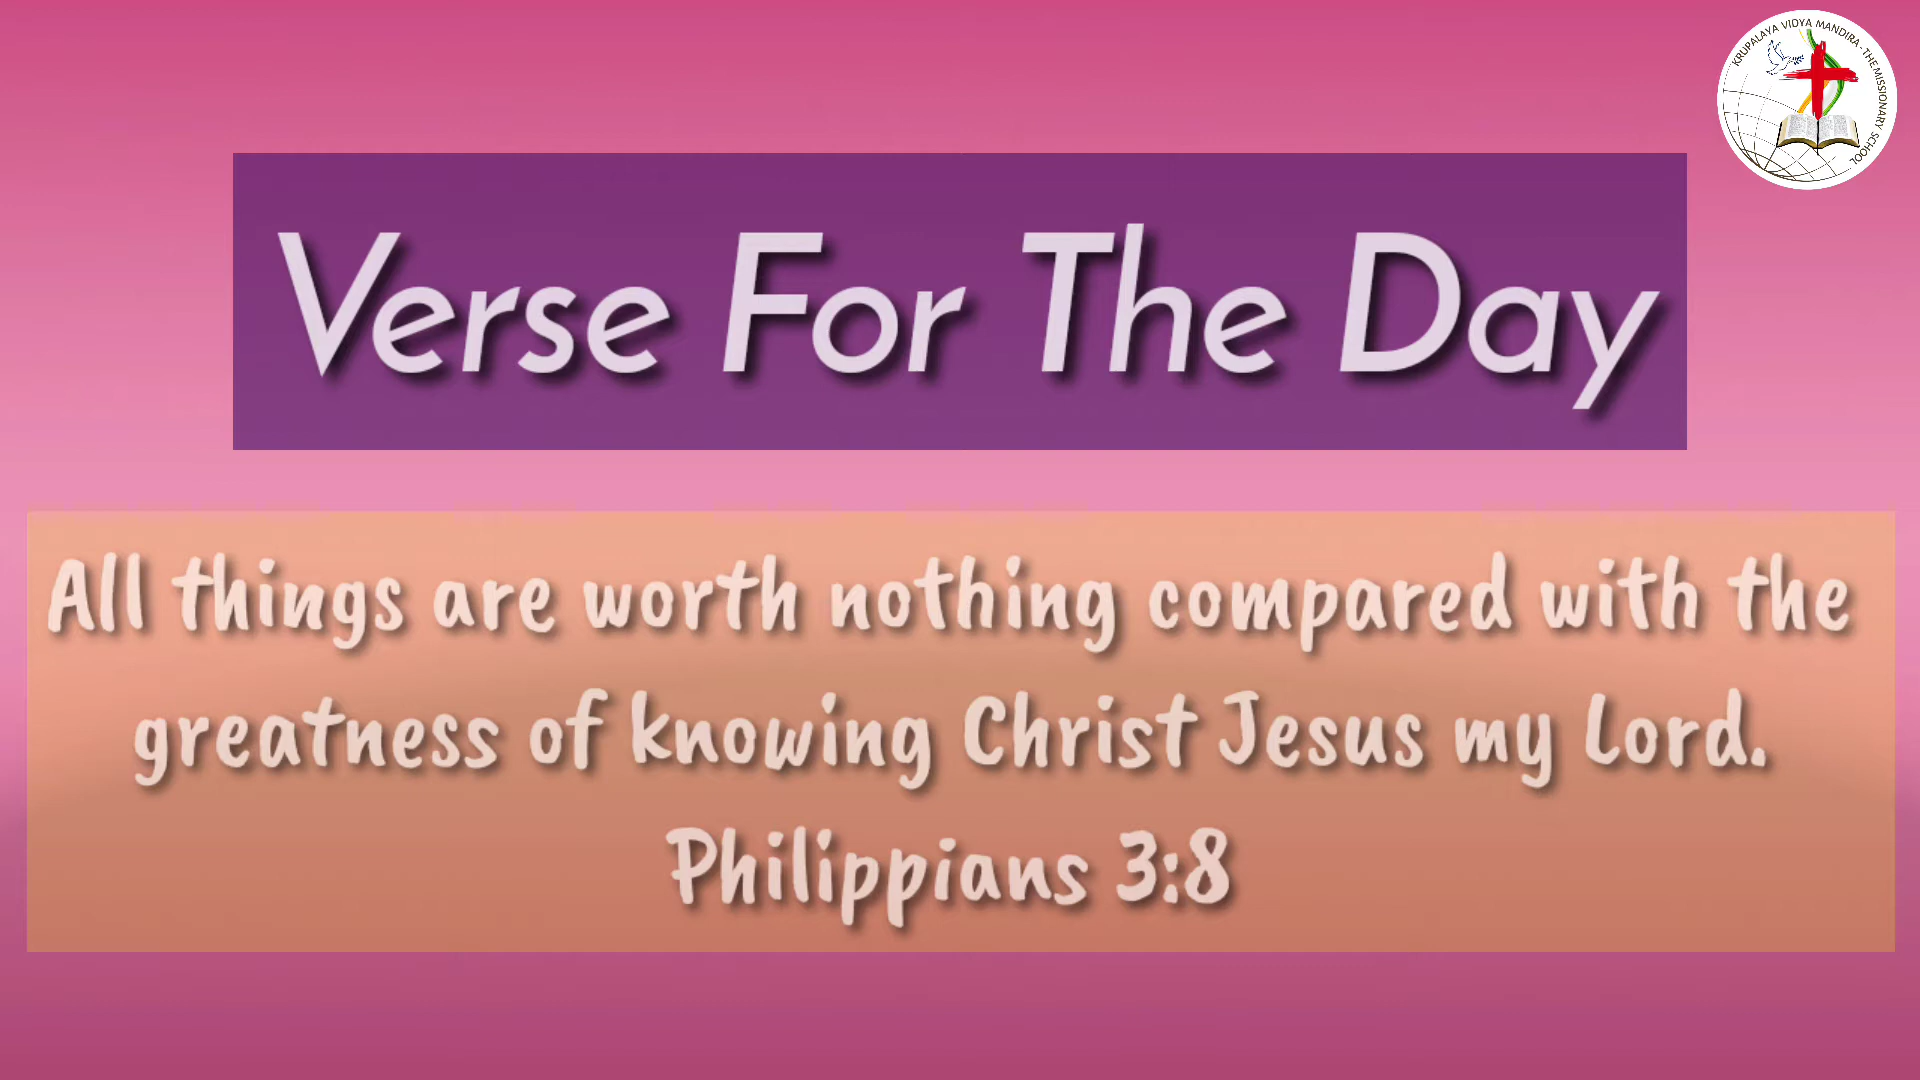 KRUPALAYA VIDYA MANDIRA - THE MISSIONARY SCHOOL
Verse For The Day
All things are worth nothing compared with the
greatness of knowing Christ Jesus my Lord.
Philippians 3:8